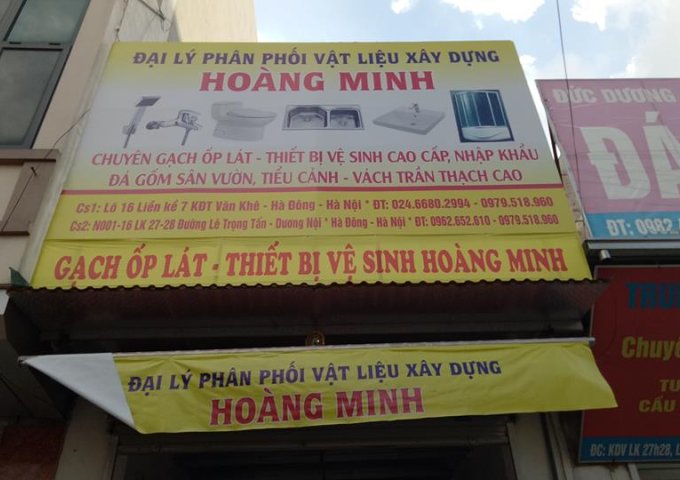 ĐẠI LÝ PHÂN PHỐI VẬT LIỆU XÂY DỰNG
HOÀNG MINH
CHUYÊN GẠCH ỐP LÁT - THIẾT BỊ VỆ SINH CAO CẤP, NHẬP KHẨU
ĐÁ GỐM SÂN VƯỜN, TIỂU CẢNH - VÁCH TRẦN THẠCH CAO
Cs1: Lô 16 Liền kề 7 KĐT Văn Khê - Hà Đông - Hà Nội * ĐT: 024.6680.2994 - 0979.518.960
Cs2: N001-16 LK 27-28 Đường Lê Trọng Tấn - Dương Nội * Hà Đông - Hà Nội * ĐT: 0962.652.610 - 0979.518.960
GẠCH ỐP LÁT - THIẾT BỊ VỆ SINH HOÀNG MINH
ĐẠI LÝ PHÂN PHỐI VẬT LIỆU XÂY DỰNG
HOÀNG MINH
ĐỨC DƯƠNG
ĐÁ
ĐT: 0962
TRU
Chuyê
TU
CẦU
ĐC: KDV LK 27h28, L